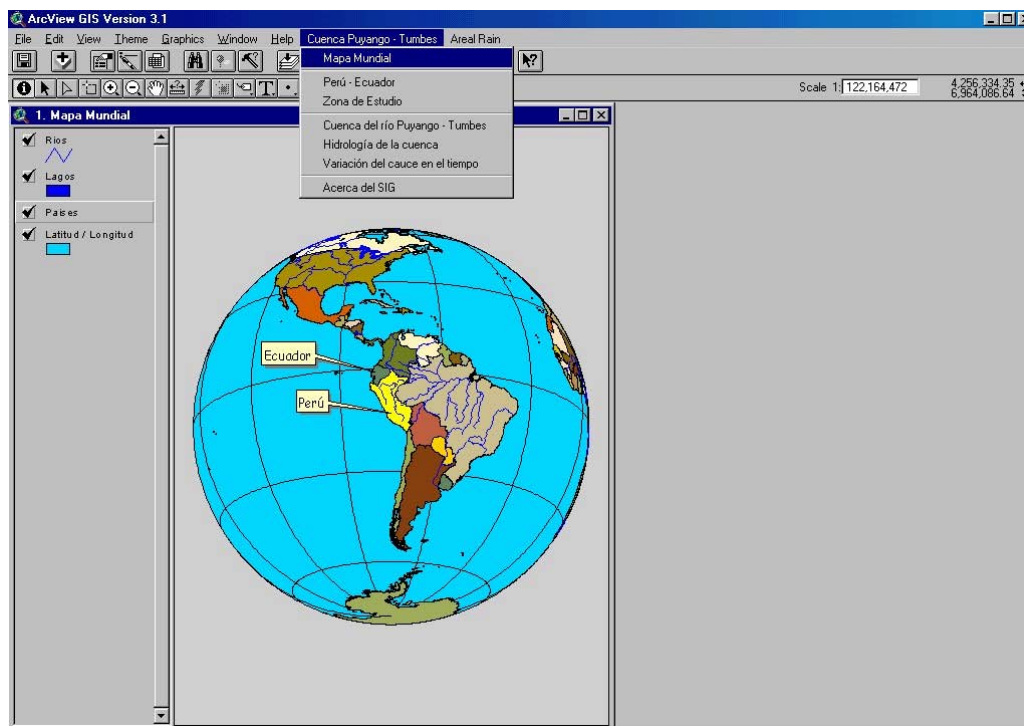 ArcView GIS Version 3.1
File Edit View Theme Graphics Window Help Cuenca Puyango - Tumbes Areal Rain
Mapa Mundial
Perú - Ecuador
Zona de Estudio
Cuenca del río Puyango - Tumbes
Hidrología de la cuenca
Variación del cauce en el tiempo
Acerca del SIG
T
Scale 1: 122,164,472
4,256,334.35
6,964,086.64
1. Mapa Mundial
Rios
Lagos
Paises
Latitud / Longitud
Ecuador
Perú